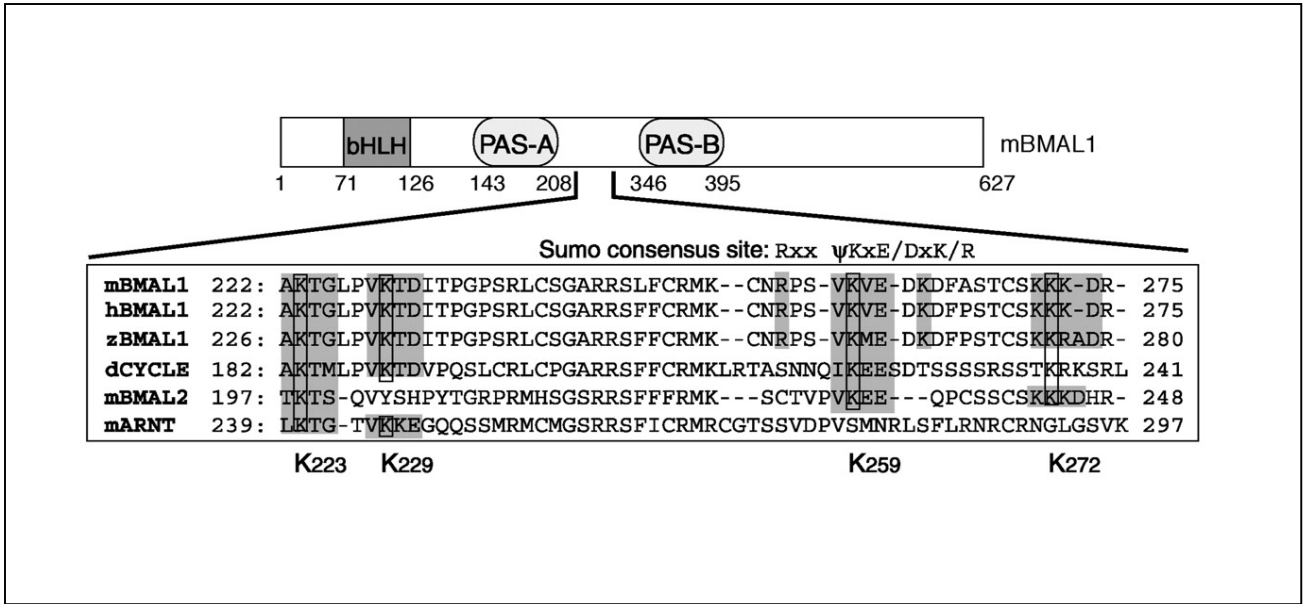 bHLH PAS-A PAS-B mBMAL1
1 71 126 143 208 346 395 627
Sumo consensus site: Rxx ψKxE/DxK/R
mBMAL1 222: AKTGLPVKTDITPGPSRLCSGARRSLFCRMK--CNRPS-VKVE-DKDFASTCSKKK-DR- 275
hBMAL1 222: AKTGLPVKTDITPGPSRLCSGARRSFFCRMK--CNRPS-VKVE-DKDFPSTCSKKK-DR- 275
zBMAL1 226: AKTGLPVKTDITPGPSRLCSGARRSFFCRMK--CNRPS-VKME-DKDFPSTCSKKRADR- 280
dCYCLE 182: AKTMLPVKTDVPQSLCRLCPGARRSFFCRMKLRTASNNQIKEESDTSSSSRSSTKRKSRL 241
mBMAL2 197: TKTS-QVYSHPYTGRPRMHSGSRRSFFFRMK---SCTVPVKEE---QPCSSCSKKKDHR- 248
mARNT 239: LKTG-TVKKEGQQSSMRMCMGSRRSFICRMRCGTSSVDPVSMNRLSFLRNRCRNGLGSVK 297
K223 K229 K259 K272